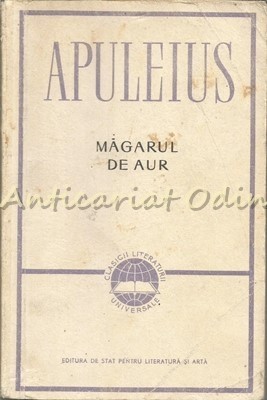 APULEIUS
MĂGARUL
DE AUR
Anticariat Odin
CLASICII LITERATURII
UNIVERSALE
EDITURA DE STAT PENTRU LITERATURĂ ȘI ARTĂ